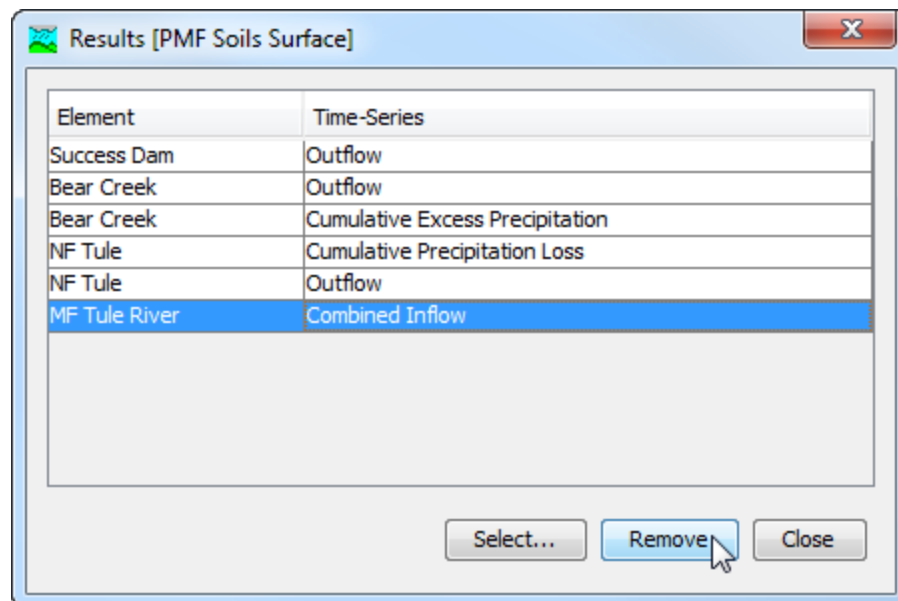 Results [PMF Soils Surface]
Element Time-Series
Success Dam Outflow
Bear Creek Outflow
Bear Creek Cumulative Excess Precipitation
NF Tule Cumulative Precipitation Loss
NF Tule Outflow
MF Tule River Combined Inflow
Select... Remove Close